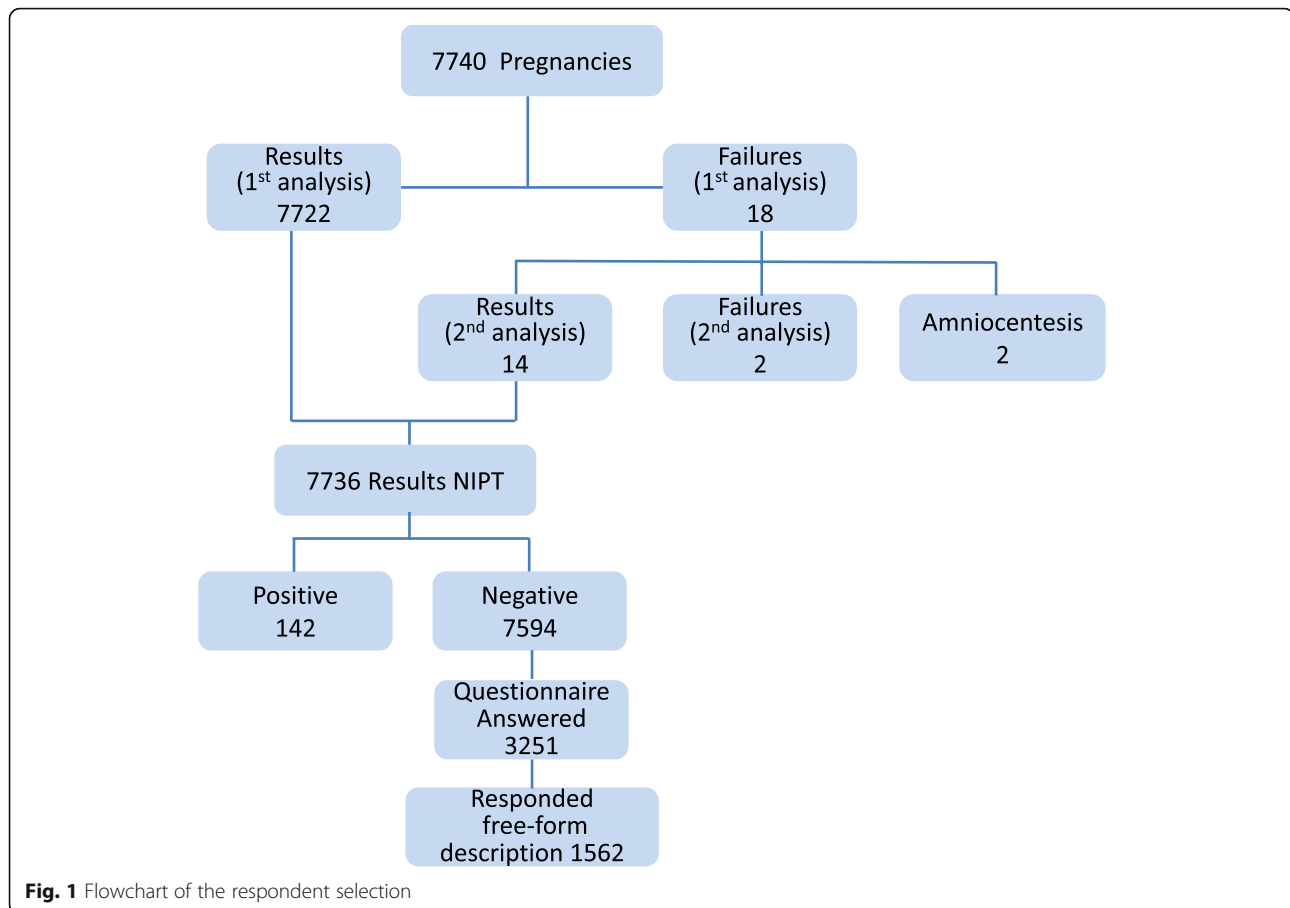 7740 Pregnancies
Results
(1st analysis)
7722
Failures
(1st analysis)
18
Results
(2nd analysis)
14
Failures
(2nd analysis)
2
Amniocentesis
2
7736 Results NIPT
Positive
142
Negative
7594
Questionnaire
Answered
3251
Responded
free-form
description 1562
Fig. 1 Flowchart of the respondent selection